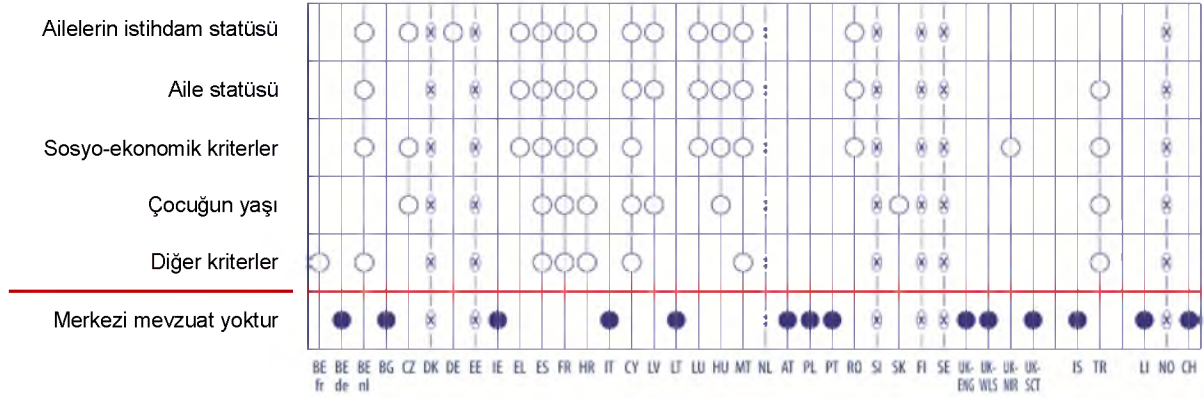 Ailelerin istihdam statüsü
Aile statüsü
Sosyo-ekonomik kriterler
Çocuğun yaşı
Diğer kriterler
Merkezi mevzuat yoktur
BE BE BE BG CZ DK DE EE IE EL ES FR HR IT CY LV LT LU HU MT NL AT PL PT RO SI SK FI SE UK- UK- UK- UK- IS TR LI NO CH
fr de nl ENG WLS NIR SCT